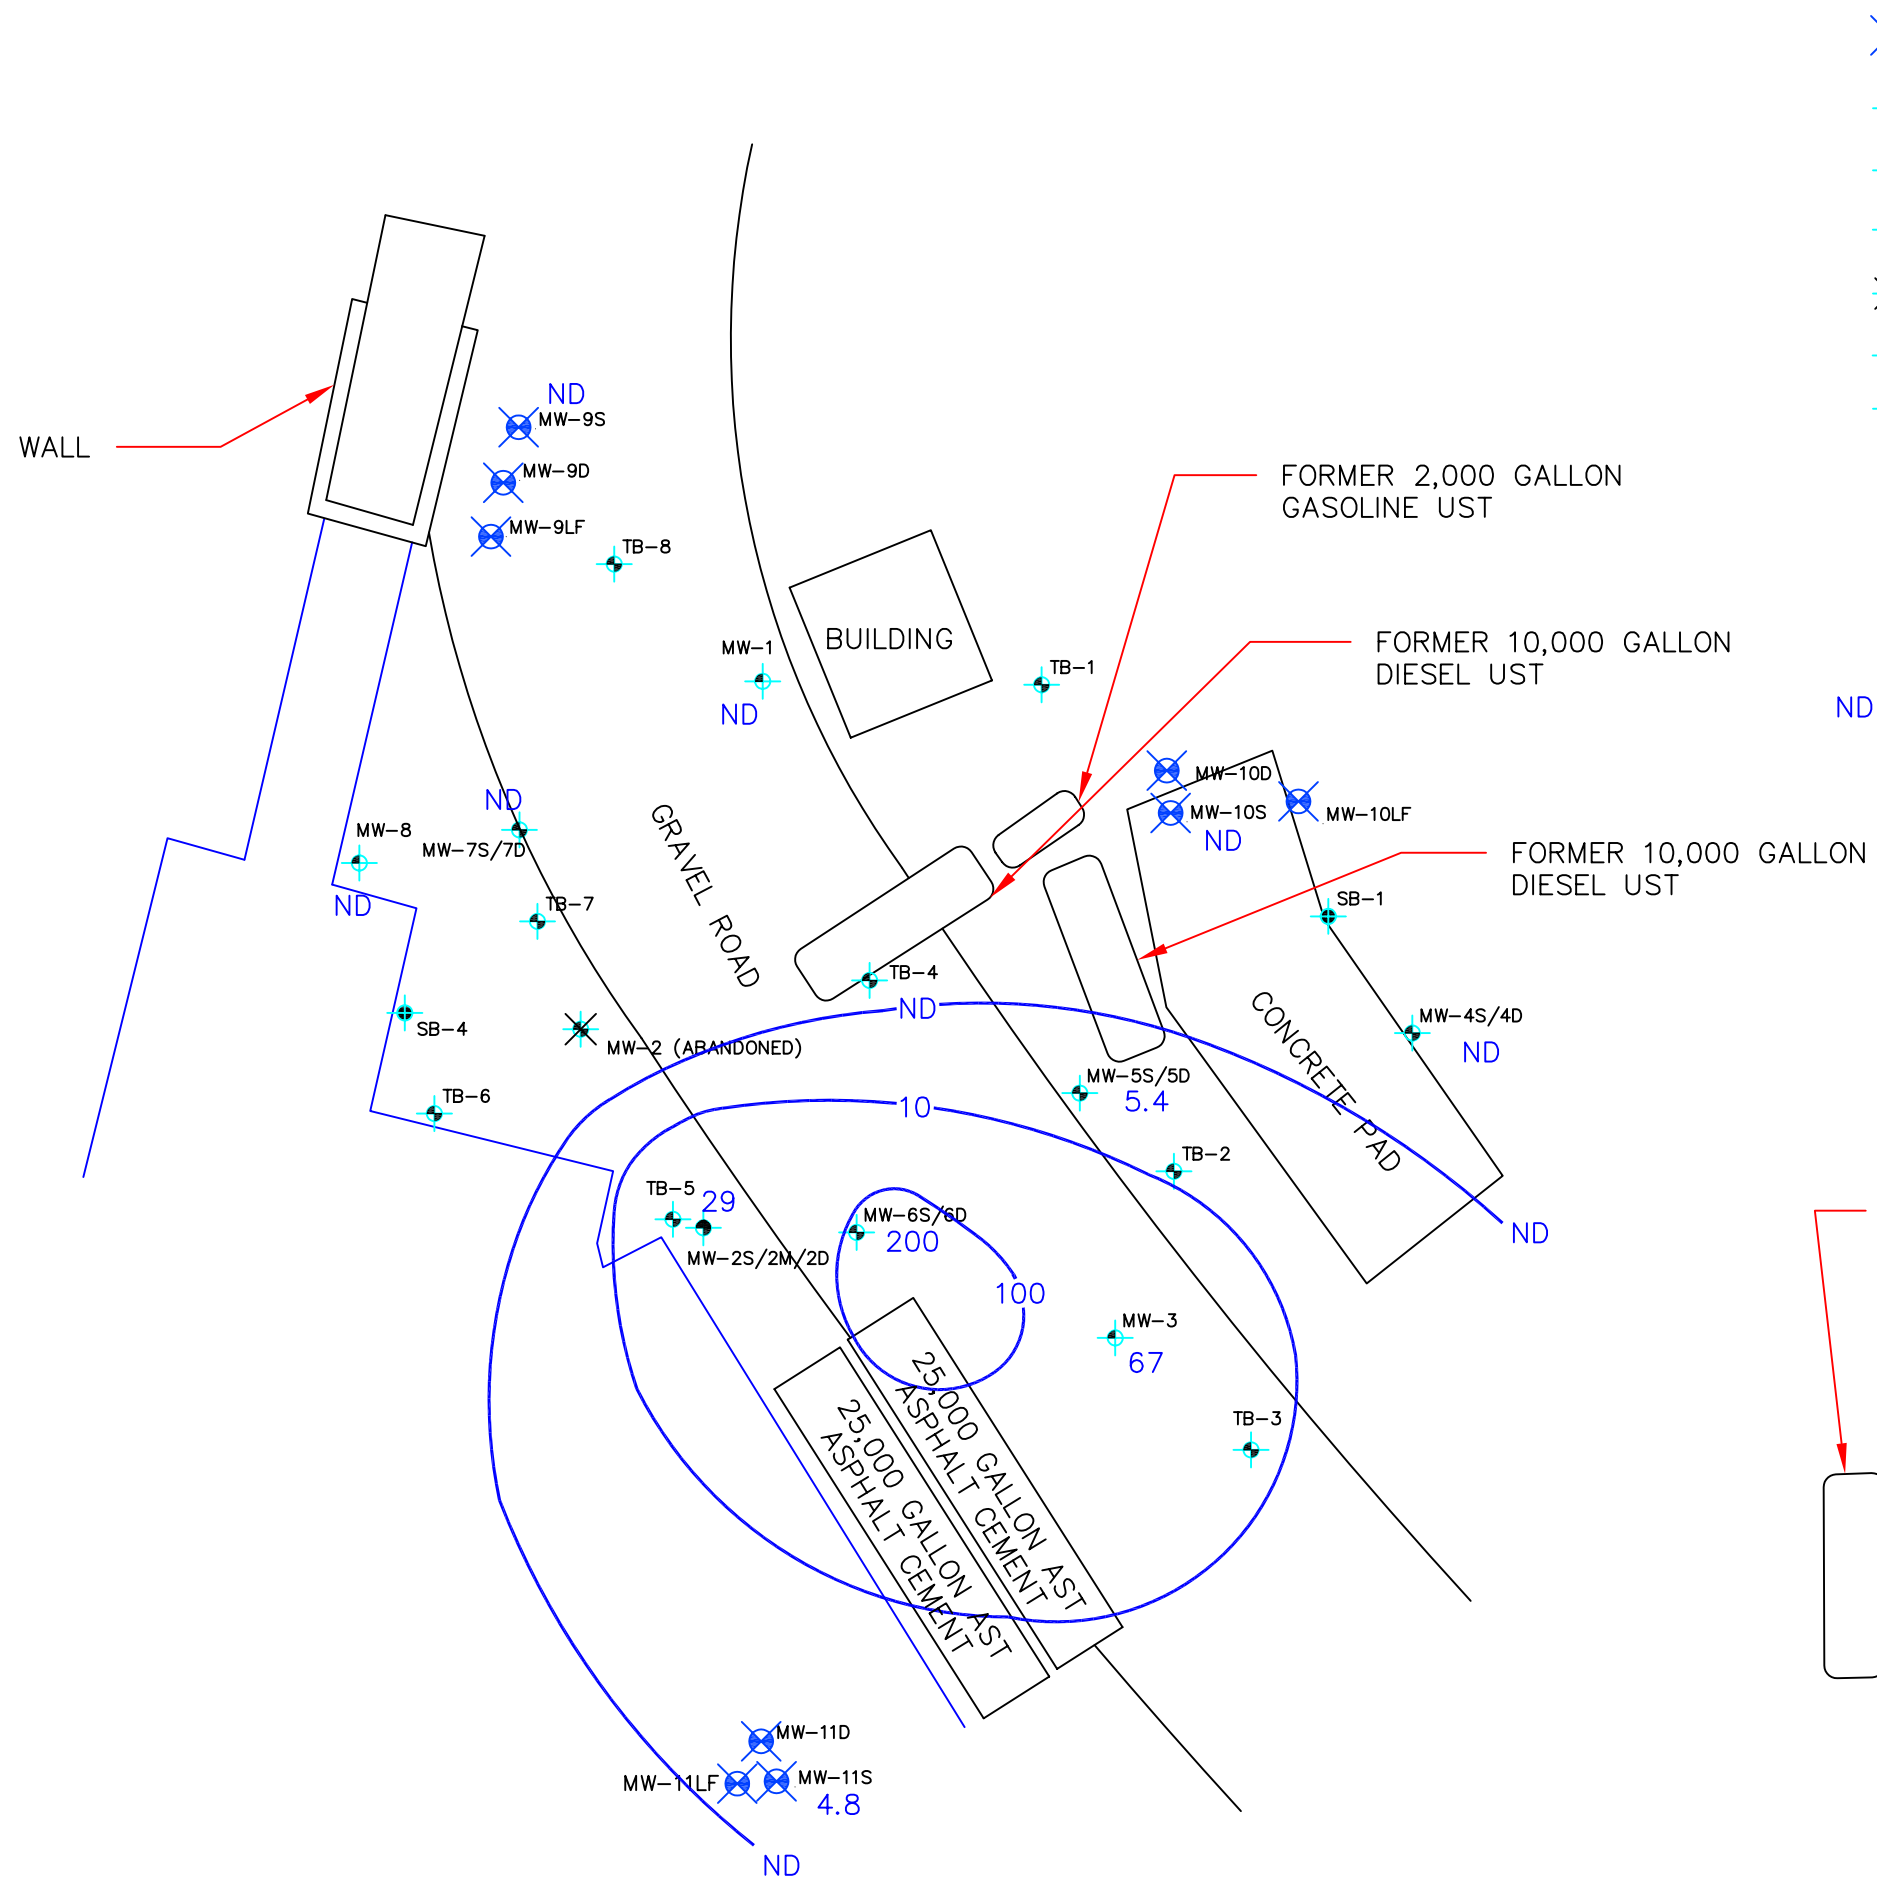 ND
MW-9S
WALL
MW-9D
MW-9LF
TB-8
FORMER 2,000 GALLON
GASOLINE UST
BUILDING
MW-1
ND
TB-1
FORMER 10,000 GALLON
DIESEL UST
ND
MW-10D
MW-10S
ND
MW-10LF
ND
MW-7S/7D
MW-8
ND
GRAVEL ROAD
FORMER 10,000 GALLON
DIESEL UST
SB-1
TB-7
TB-4
ND
SB-4
MW-2 (ABANDONED)
CONCRETE PAD
MW-4S/4D
ND
MW-5S/5D
5.4
TB-6
10
TB-2
TB-5
29
MW-2S/2M/2D
MW-6S/6D
200
ND
100
MW-3
67
TB-3
25,000 GALLON AST
ASPHALT CEMENT
25,000 GALLON AST
ASPHALT CEMENT
MW-11D
MW-11LF
MW-11S
4.8
ND